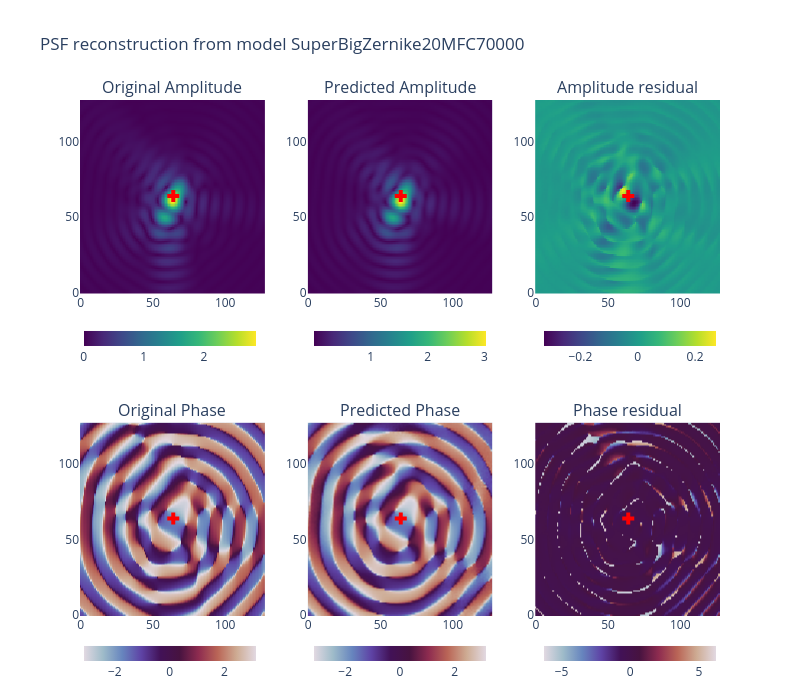 PSF reconstruction from model SuperBigZernike20MFC70000
Original Amplitude
Predicted Amplitude
Amplitude residual
100
50
0
0 50 100
100
50
0
0 50 100
100
50
0
0 50 100
0 1 2
1 2 3
−0.2 0 0.2
Original Phase
Predicted Phase
Phase residual
100
50
0
0 50 100
100
50
0
0 50 100
100
50
0
0 50 100
−2 0 2
−2 0 2
−5 0 5